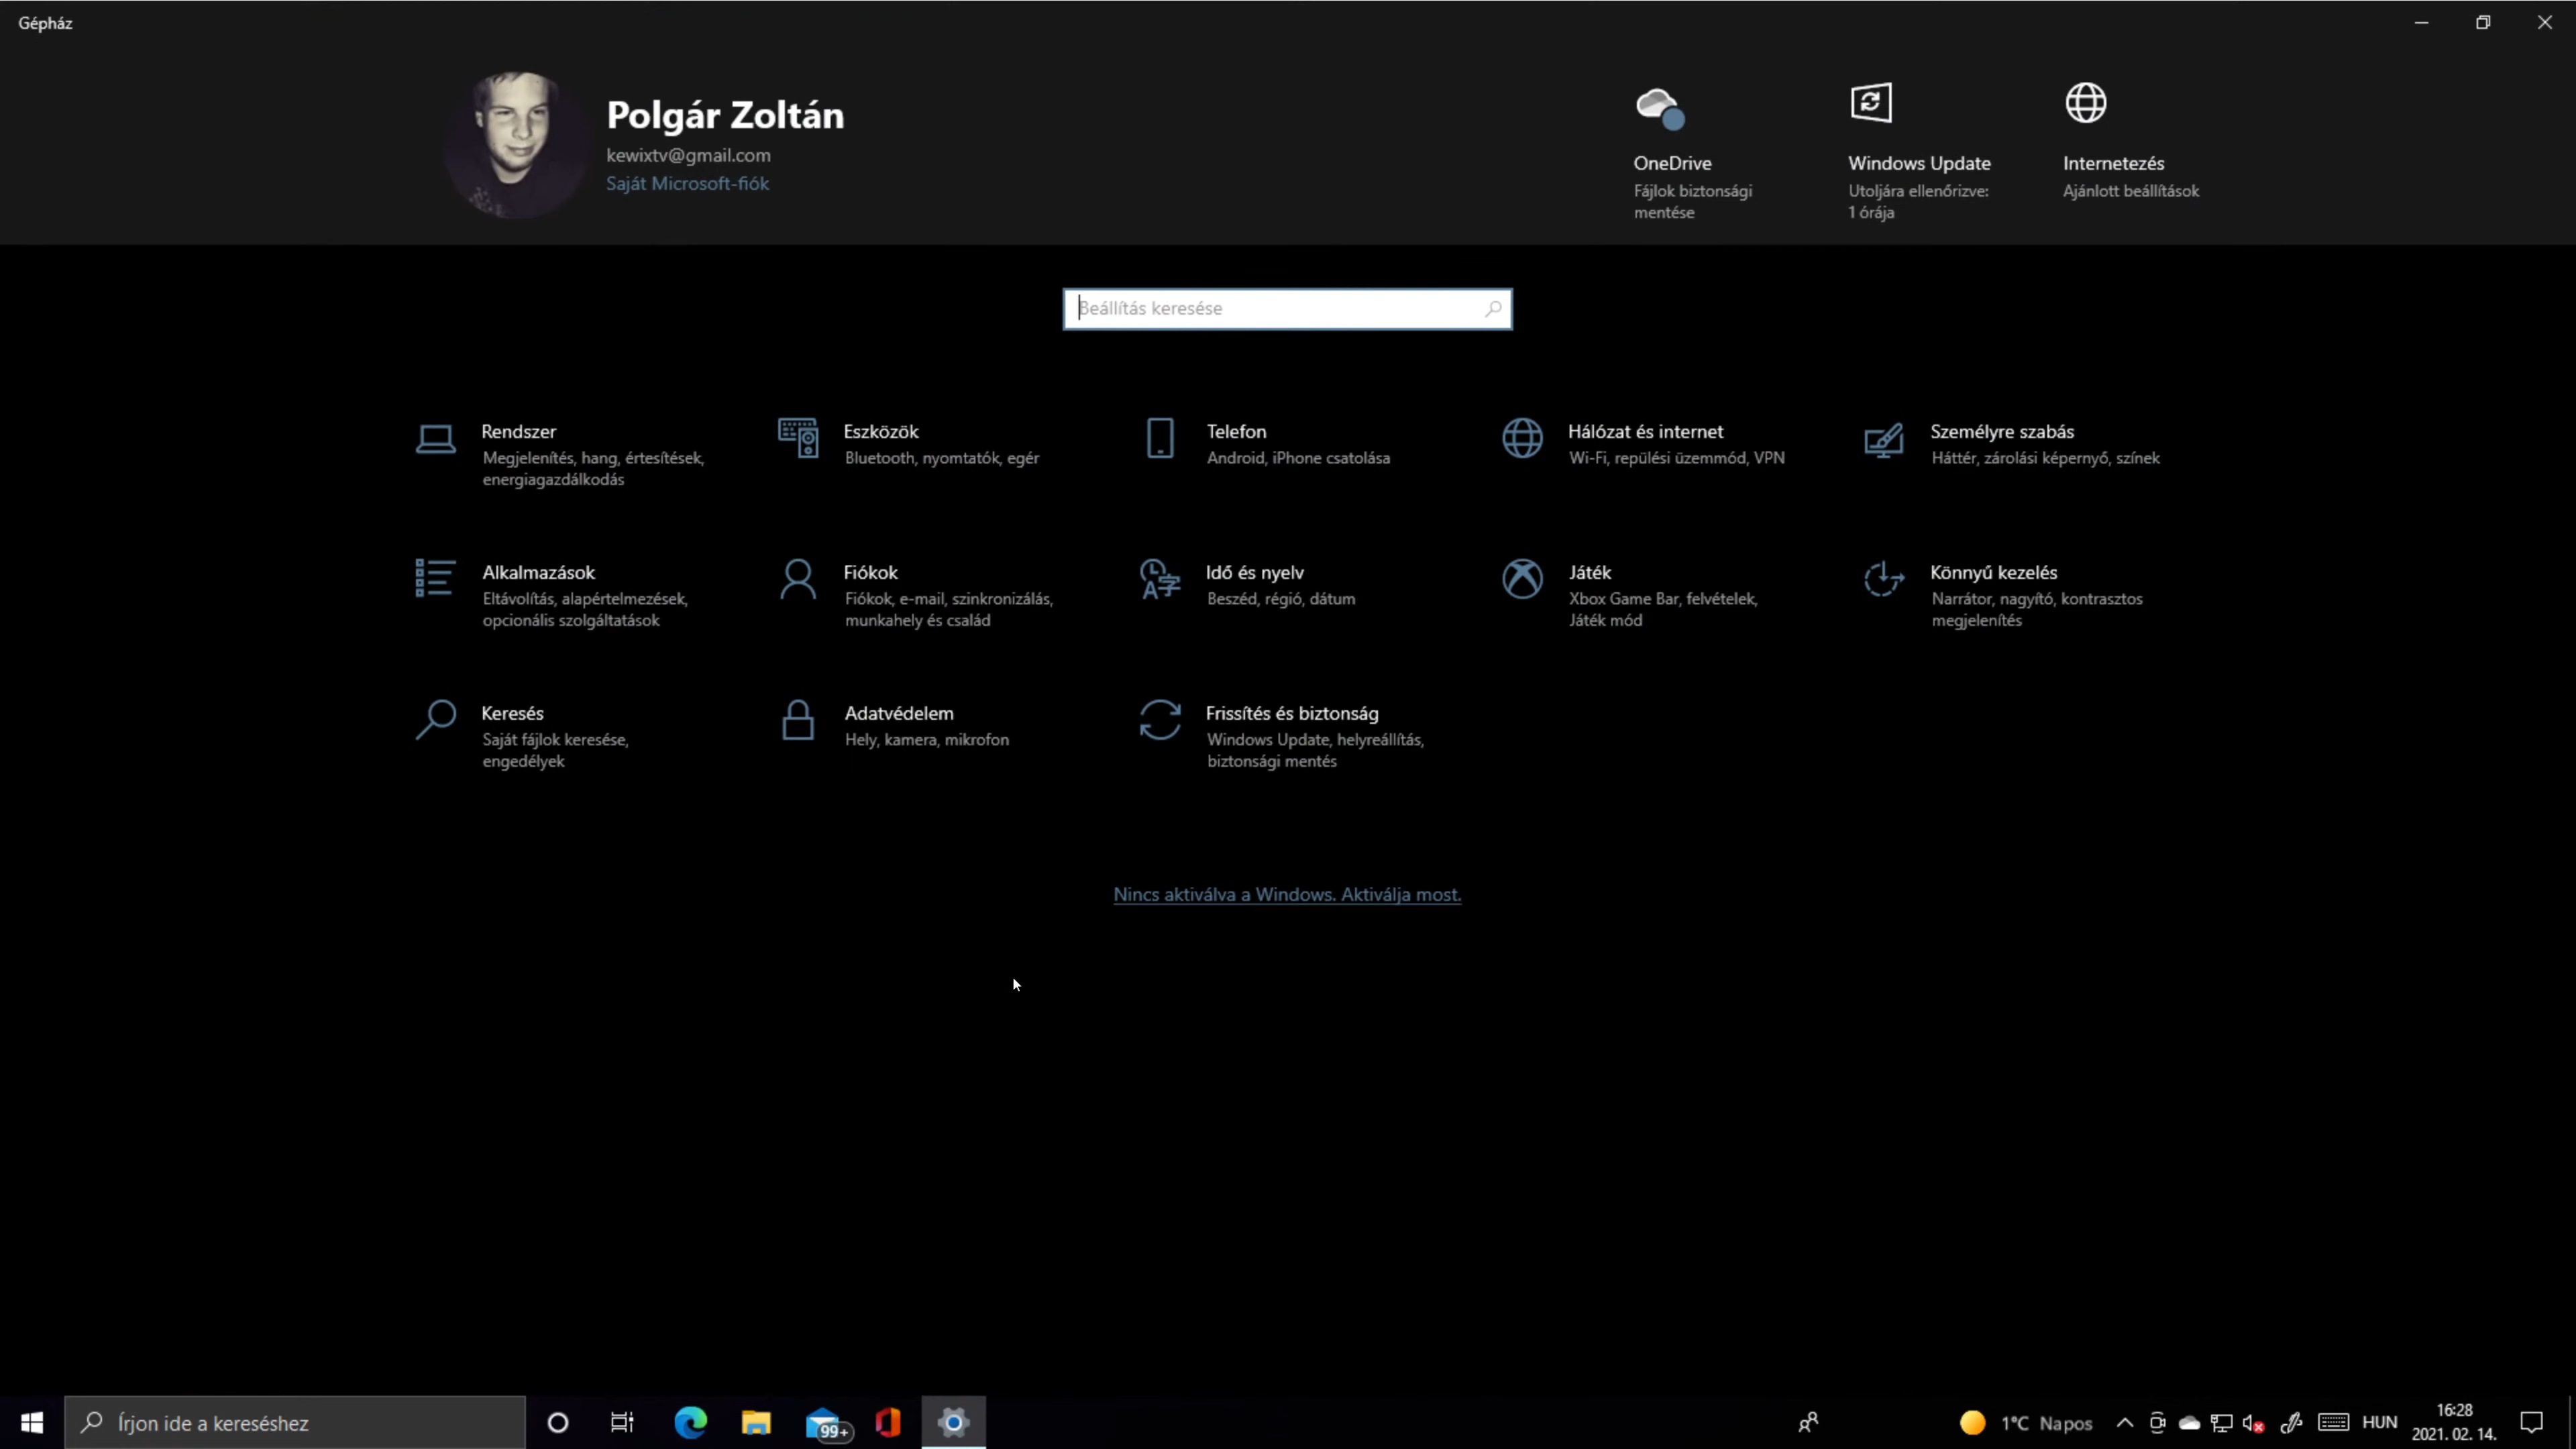 Gépház
Polgár Zoltán
kewixtv@gmail.com
Saját Microsoft-fiók
OneDrive
Fájlok biztonsági
mentése
Windows Update
Utoljára ellenőrizve:
1 órája
Internetezés
Ajánlott beállítások
Beállítás keresése
Rendszer
Megjelenítés, hang, értesítések,
energiagazdálkodás
Eszközök
Bluetooth, nyomtatók, egér
Telefon
Android, iPhone csatolása
Hálózat és internet
Wi-Fi, repülési üzemmód, VPN
Személyre szabás
Háttér, zárolási képernyő, színek
Alkalmazások
Eltávolítás, alapértelmezések,
opcionális szolgáltatások
Fiókok
Fiókok, e-mail, szinkronizálás,
munkahely és család
Idő és nyelv
Beszéd, régió, dátum
Játék
Xbox Game Bar, felvételek,
Játék mód
Könnyű kezelés
Narrátor, nagyító, kontrasztos
megjelenítés
Keresés
Saját fájlok keresése,
engedélyek
Adatvédelem
Hely, kamera, mikrofon
Frissítés és biztonság
Windows Update, helyreállítás,
biztonsági mentés
Nincs aktiválva a Windows. Aktiválja most.
Írjon ide a kereséshez
99+
1°C Napos
HUN
16:28
2021. 02. 14.